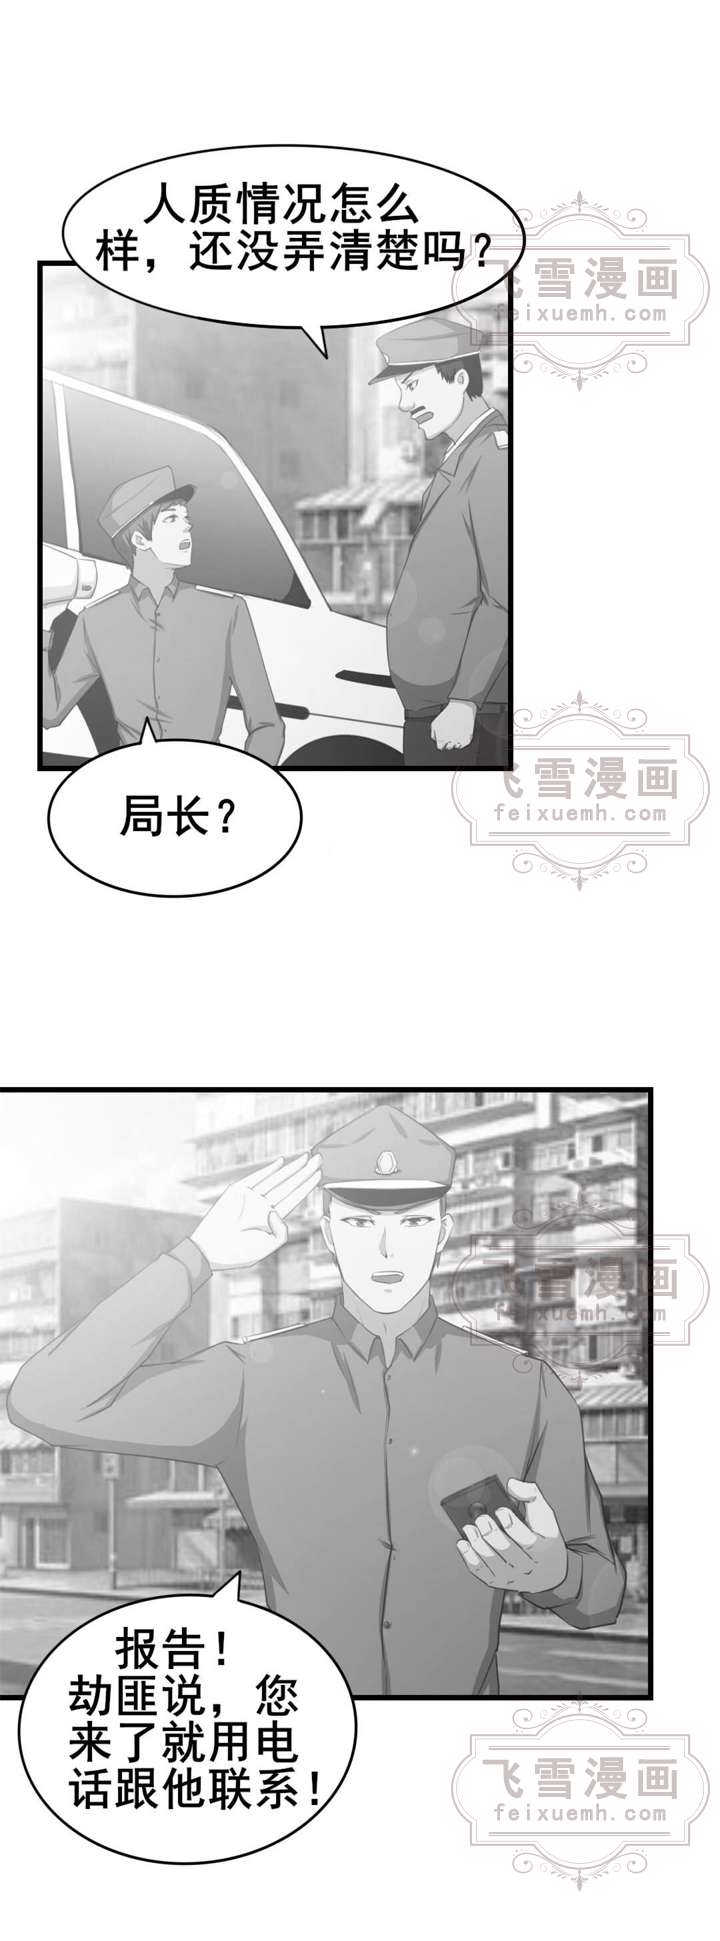 人质情况怎么
样，还没弄清楚吗？
飞雪漫画
feixuemh.com
局长？
飞雪漫画
feixuemh.com
飞雪漫画
feixuemh.com
报告！
劫匪说，您
来了就用电
话跟他联系！
飞雪漫画
feixuemh.com